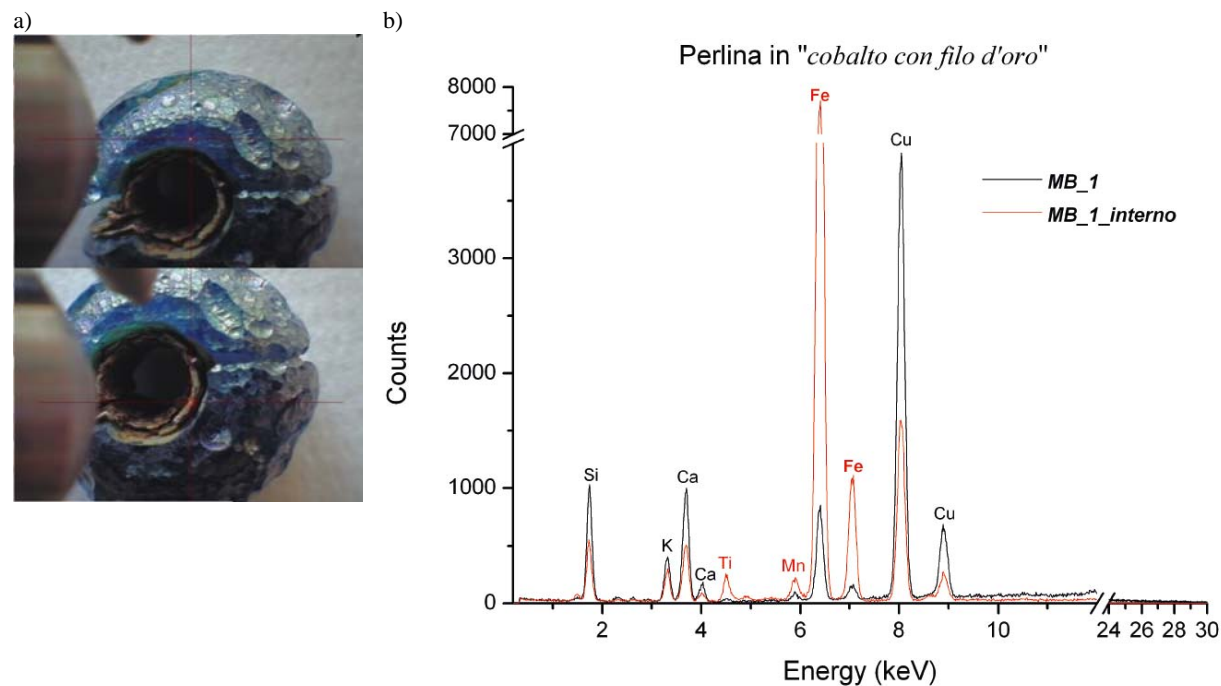 a)
b)
Perlina in "cobalto con filo d'oro"
8000
7000
3000
2000
1000
0
Counts
Fe
Cu
MB_1
MB_1_interno
Si
K
Ca
Ca
Ti
Mn
Fe
Cu
2 4 6 8 10 24 26 28 30
Energy (keV)